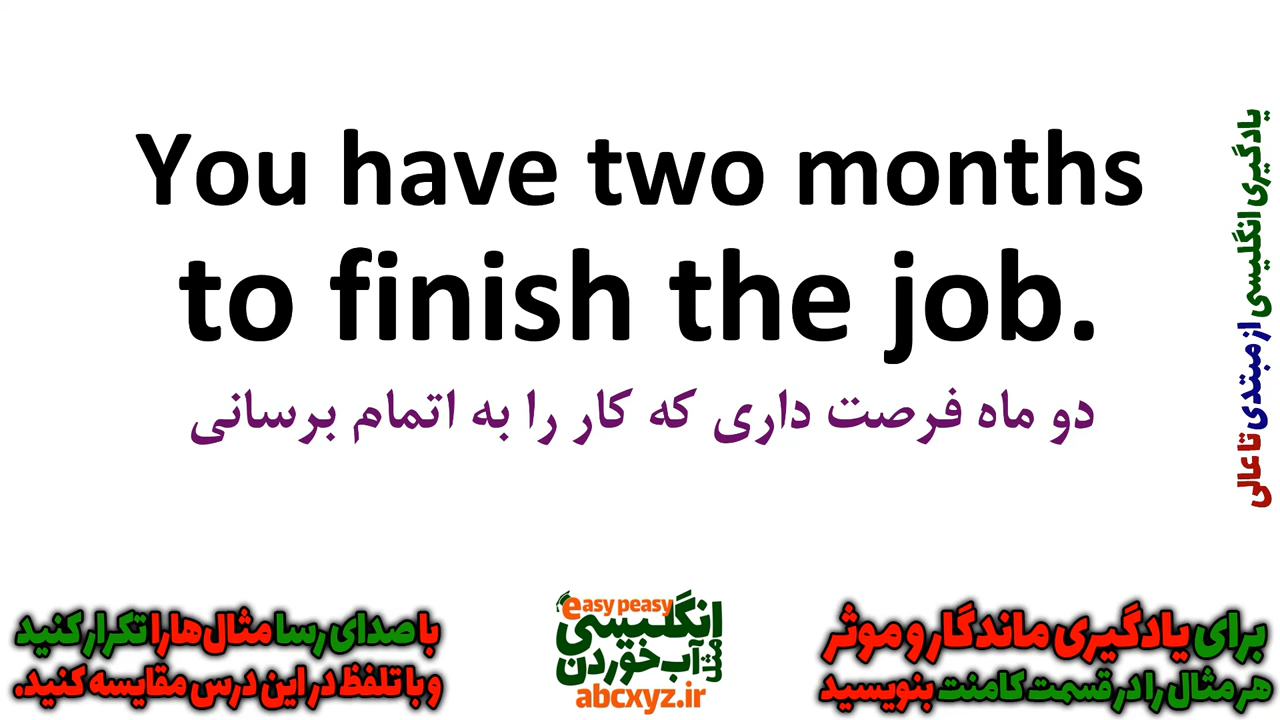 You have two months
to finish the job.
دو ماه فرصت داری که کار را به اتمام برسانی
یادگیری انگلیسی از مبتدی تا عالی
برای یادگیری ماندگار و موثر
هر مثال را در قسمت کامنت بنویسید
easy peasy
انگلیسی
مثل آب خوردن
abcxyz.ir
با صدای رسا مثال‌ها را تکرار کنید
و با تلفظ در این درس مقایسه کنید.